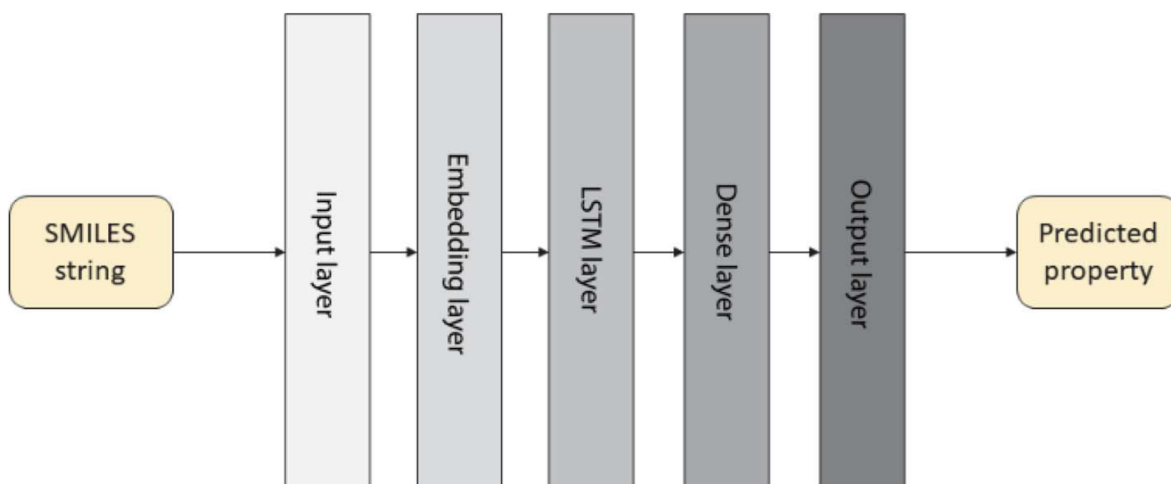 SMILES
string
Input layer
Embedding layer
LSTM layer
Dense layer
Output layer
Predicted
property